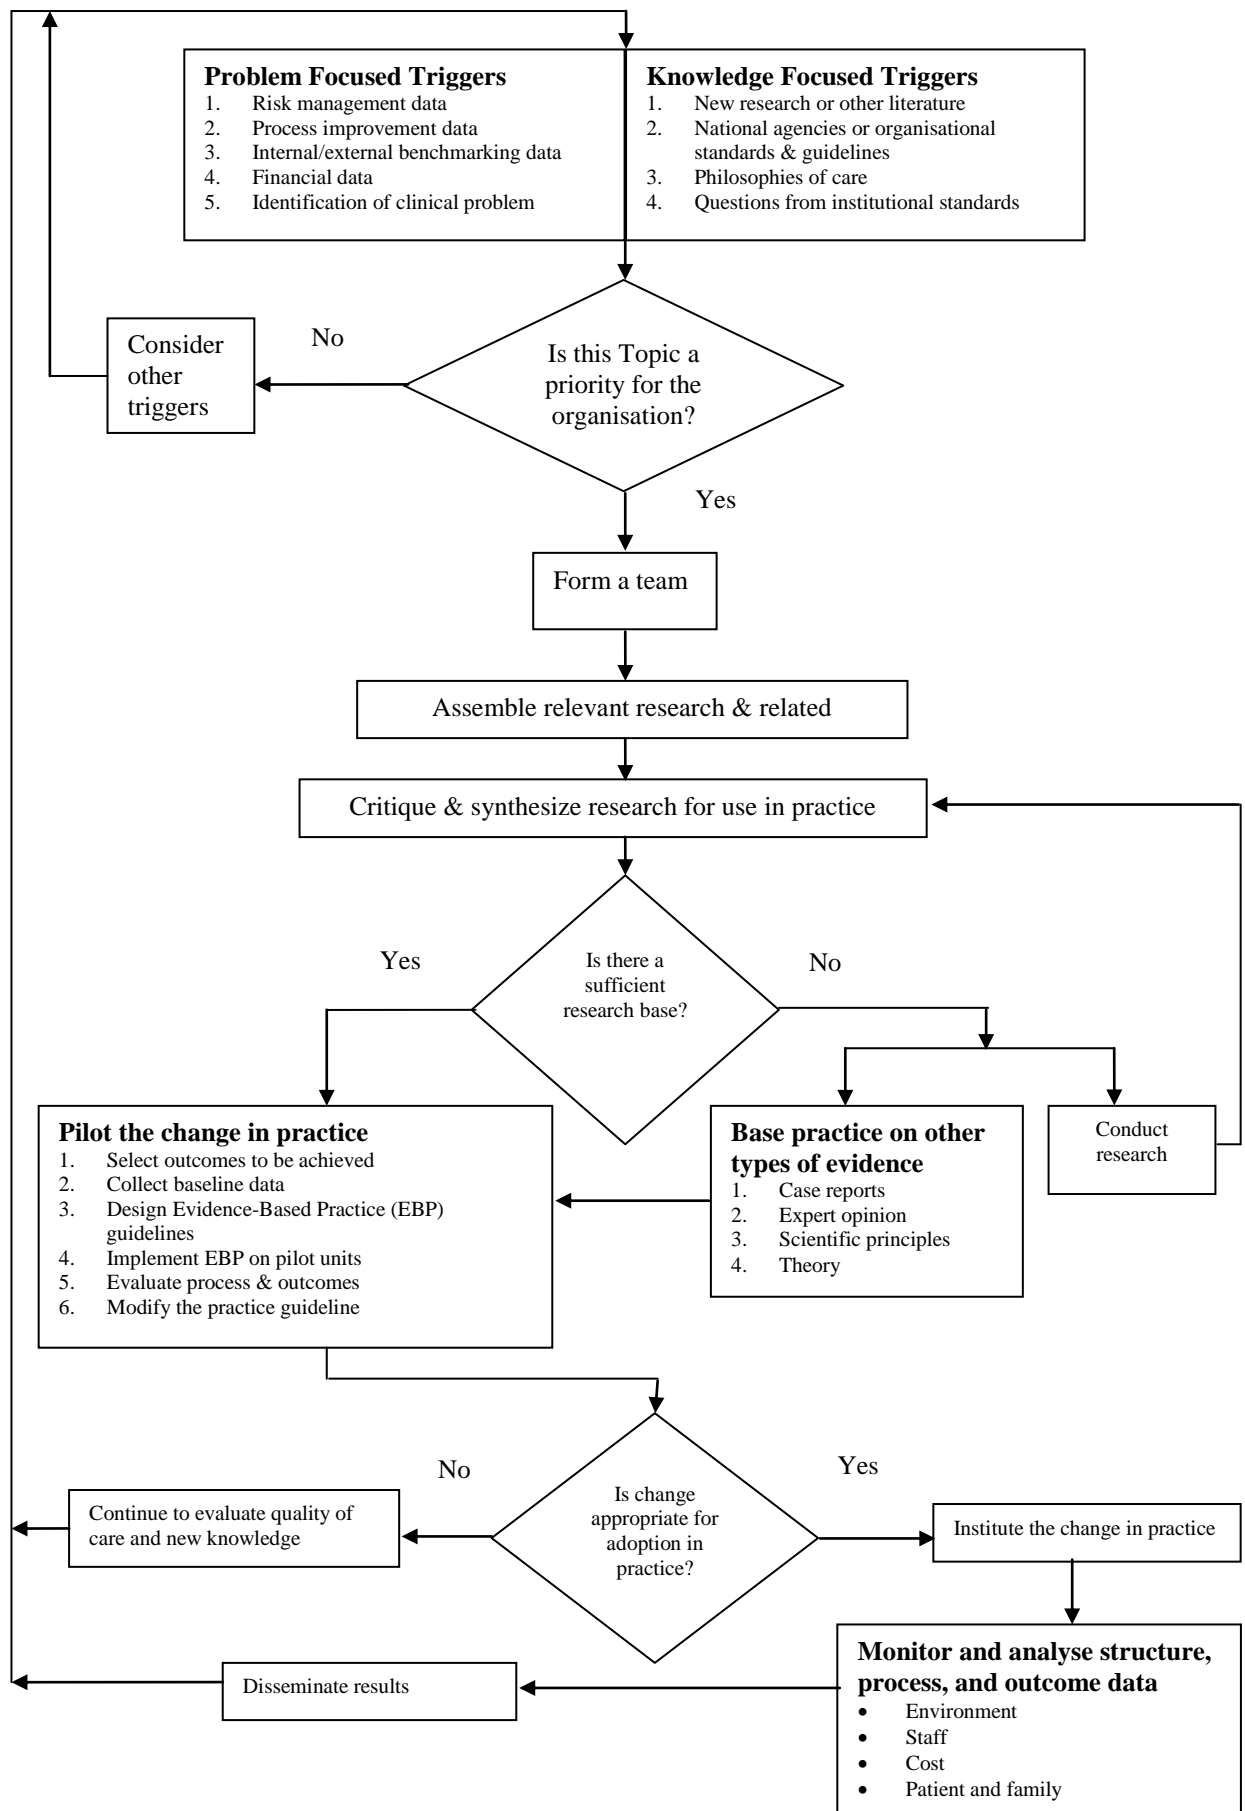 Problem Focused Triggers
1. Risk management data
2. Process improvement data
3. Internal/external benchmarking data
4. Financial data
5. Identification of clinical problem
Knowledge Focused Triggers
1. New research or other literature
2. National agencies or organisational
standards & guidelines
3. Philosophies of care
4. Questions from institutional standards
Consider
other
triggers
No
Is this Topic a
priority for the
organisation?
Yes
Form a team
Assemble relevant research & related
Critique & synthesize research for use in practice
Yes
Is there a
sufficient
research base?
No
Pilot the change in practice
1. Select outcomes to be achieved
2. Collect baseline data
3. Design Evidence-Based Practice (EBP)
guidelines
4. Implement EBP on pilot units
5. Evaluate process & outcomes
6. Modify the practice guideline
Base practice on other
types of evidence
1. Case reports
2. Expert opinion
3. Scientific principles
4. Theory
Conduct
research
No
Yes
Continue to evaluate quality of
care and new knowledge
Is change
appropriate for
adoption in
practice?
Institute the change in practice
Disseminate results
Monitor and analyse structure,
process, and outcome data
• Environment
• Staff
• Cost
• Patient and family